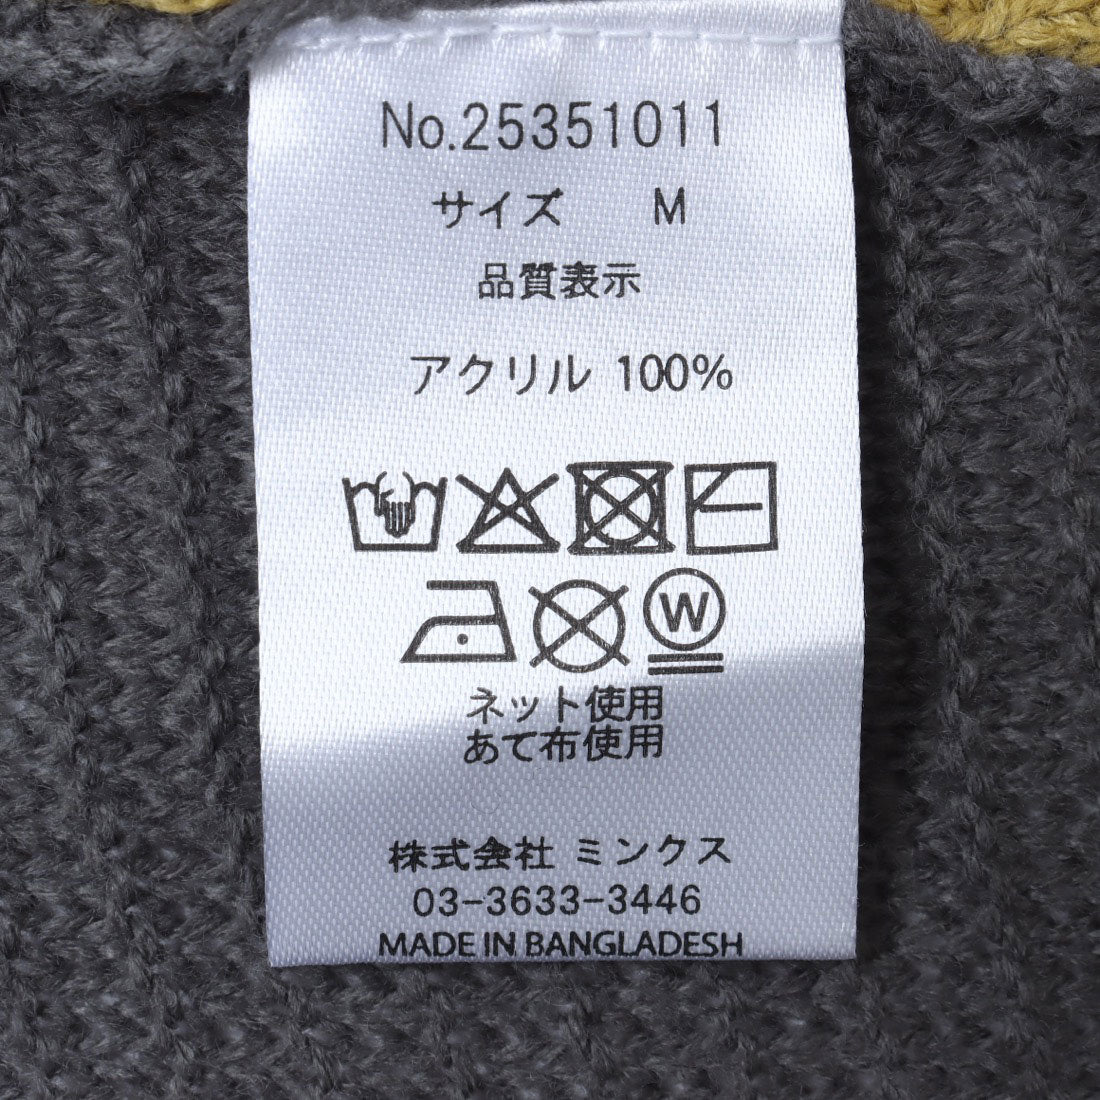 No.25351011
サイズ M
品質表示
アクリル 100%
W
ネット使用
あて布使用
株式会社 ミンクス
03-3633-3446
MADE IN BANGLADESH